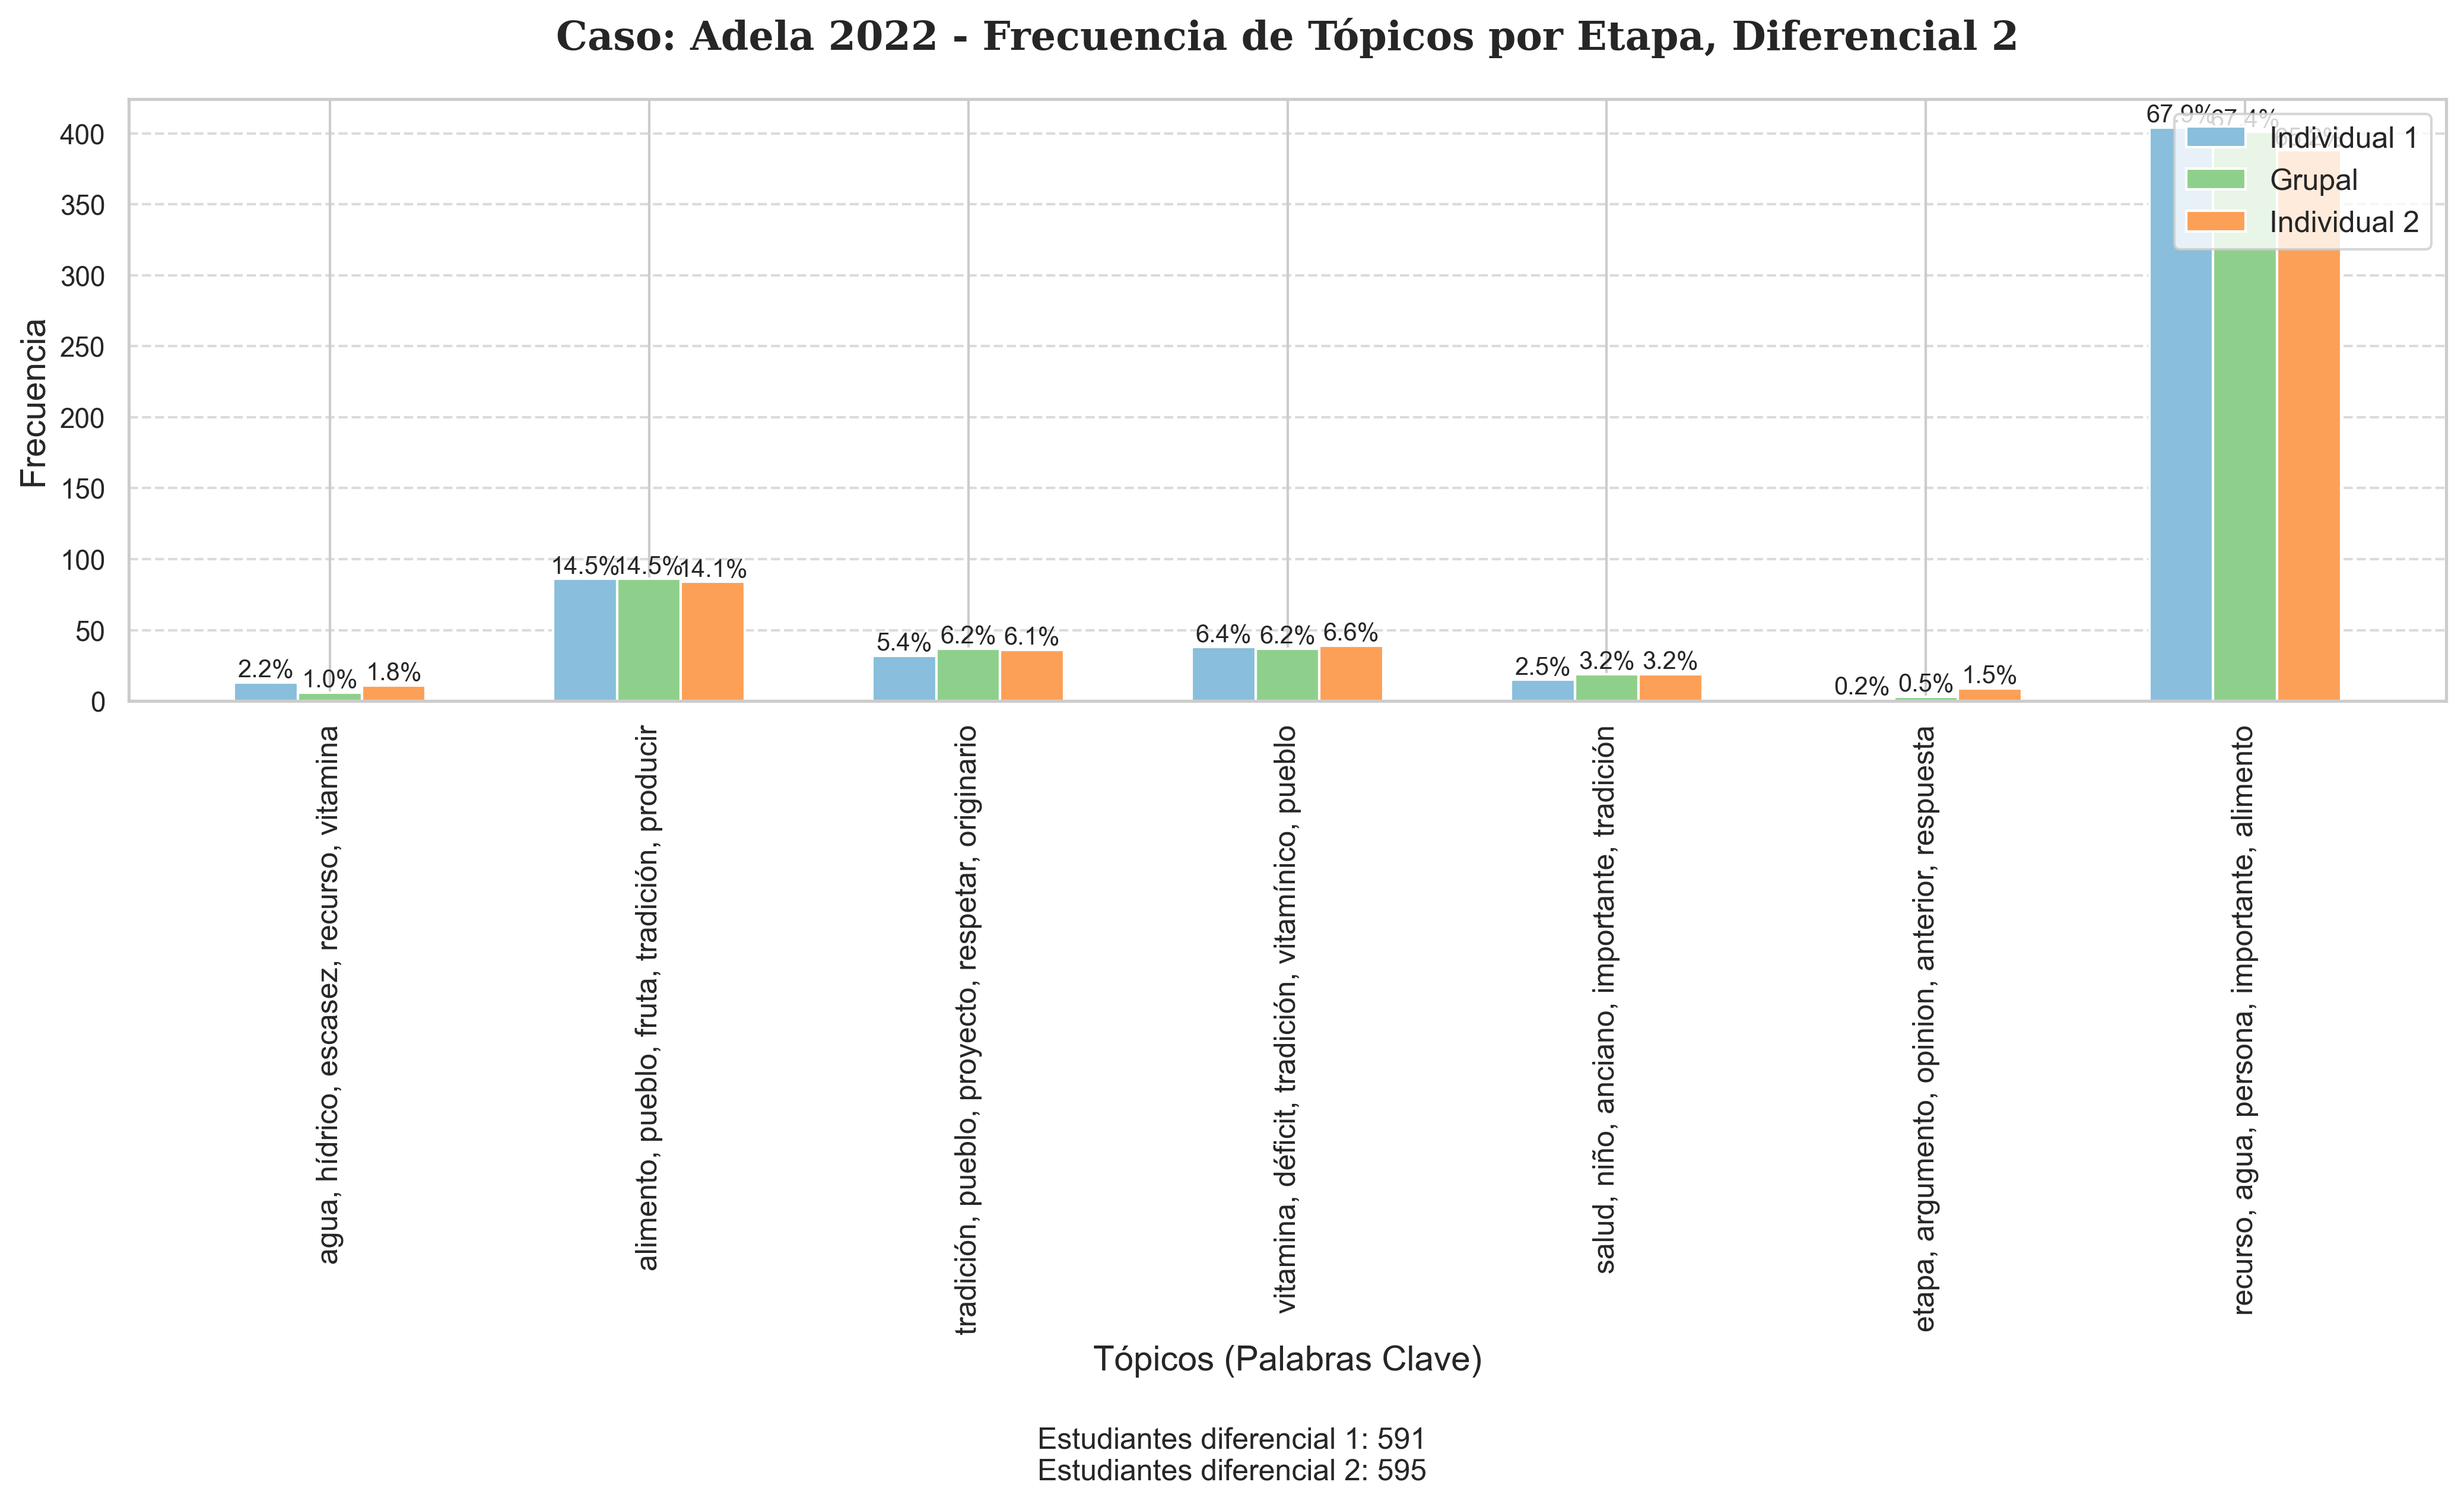 Caso: Adela 2022 - Frecuencia de Tópicos por Etapa, Diferencial 2
Frecuencia
400
350
300
250
200
150
100
50
0
2.2%
1.0%
1.8%
14.5%
14.5%
14.1%
5.4%
6.2%
6.1%
6.4%
6.2%
6.6%
2.5%
3.2%
3.2%
0.2%
0.5%
1.5%
67.9%
67.4%
Individual 1
Grupal
Individual 2
agua, hídrico, escasez, recurso, vitamina
alimento, pueblo, fruta, tradición, producir
tradición, pueblo, proyecto, respetar, originario
vitamina, déficit, tradición, vitamínico, pueblo
salud, niño, anciano, importante, tradición
etapa, argumento, opinion, anterior, respuesta
recurso, agua, persona, importante, alimento
Tópicos (Palabras Clave)
Estudiantes diferencial 1: 591
Estudiantes diferencial 2: 595